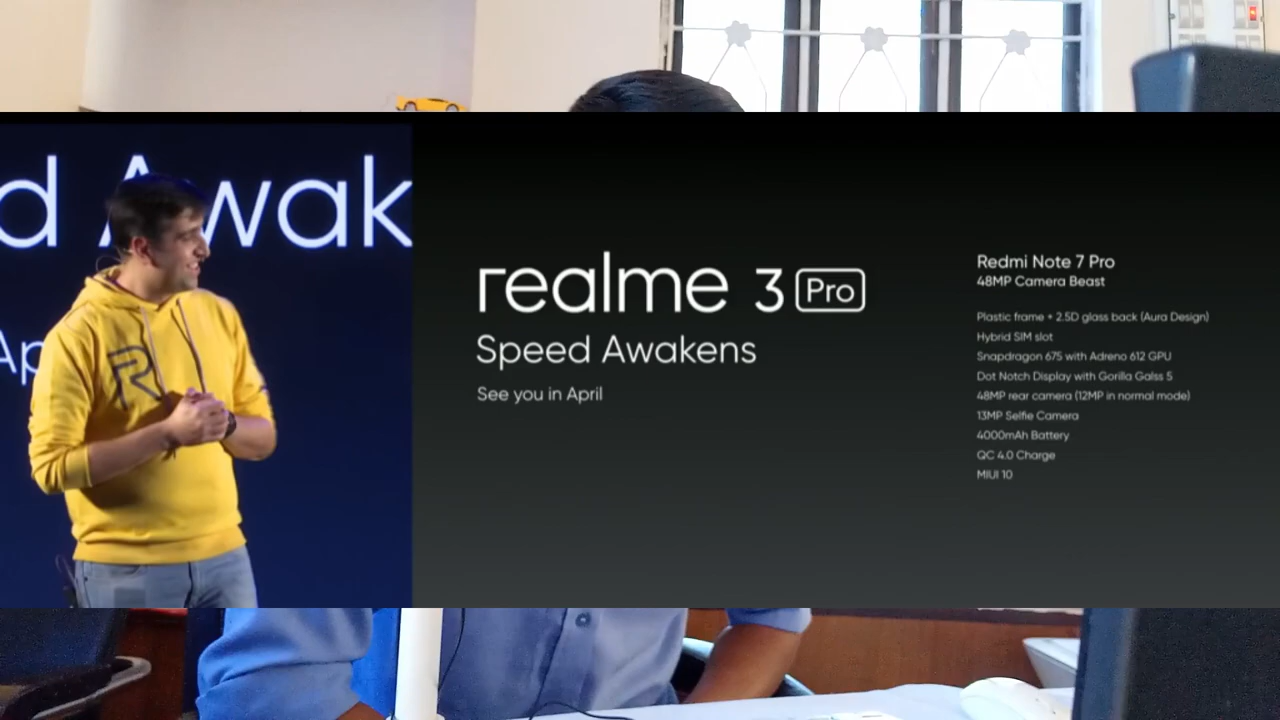 d Awak
Ap
R
realme 3 Pro
Speed Awakens
See you in April
Redmi Note 7 Pro
48MP Camera Beast
Plastic frame + 2.5D glass back (Aura Design)
Hybrid SIM slot
Snapdragon 675 with Adreno 612 GPU
Dot Notch Display with Gorilla Galss 5
48MP rear camera (12MP in normal mode)
13MP Selfie Camera
4000mAh Battery
QC 4.0 Charge
MIUI 10